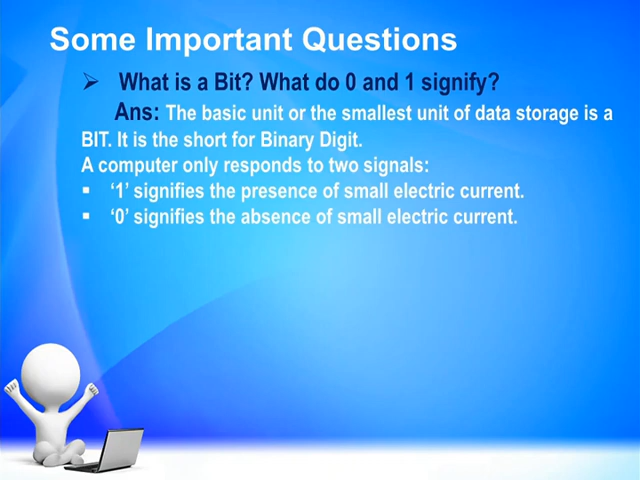 Some Important Questions
➢ What is a Bit? What do 0 and 1 signify?
Ans: The basic unit or the smallest unit of data storage is a
BIT. It is the short for Binary Digit.
A computer only responds to two signals:
▪ ‘1’ signifies the presence of small electric current.
▪ ‘0’ signifies the absence of small electric current.